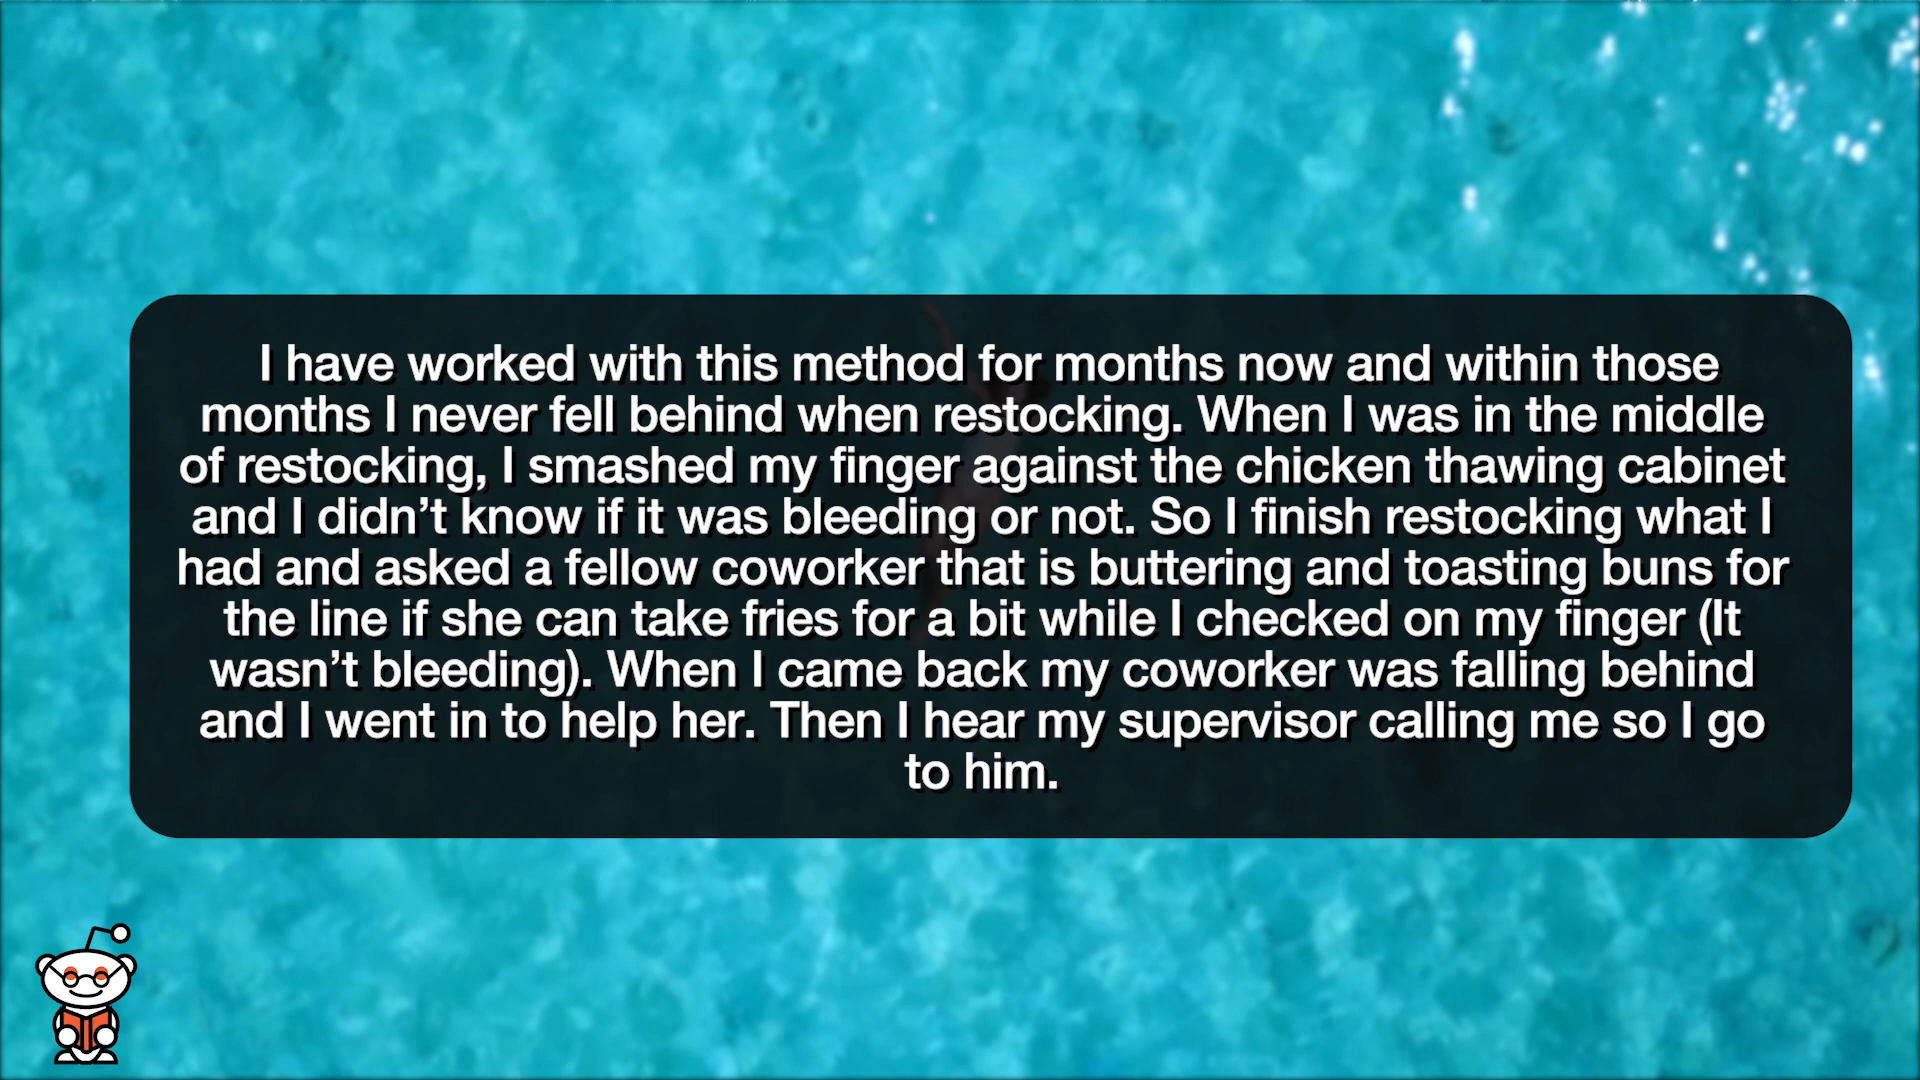 I have worked with this method for months now and within those
months I never fell behind when restocking. When I was in the middle
of restocking, I smashed my finger against the chicken thawing cabinet
and I didn’t know if it was bleeding or not. So I finish restocking what I
had and asked a fellow coworker that is buttering and toasting buns for
the line if she can take fries for a bit while I checked on my finger (It
wasn’t bleeding). When I came back my coworker was falling behind
and I went in to help her. Then I hear my supervisor calling me so I go
to him.